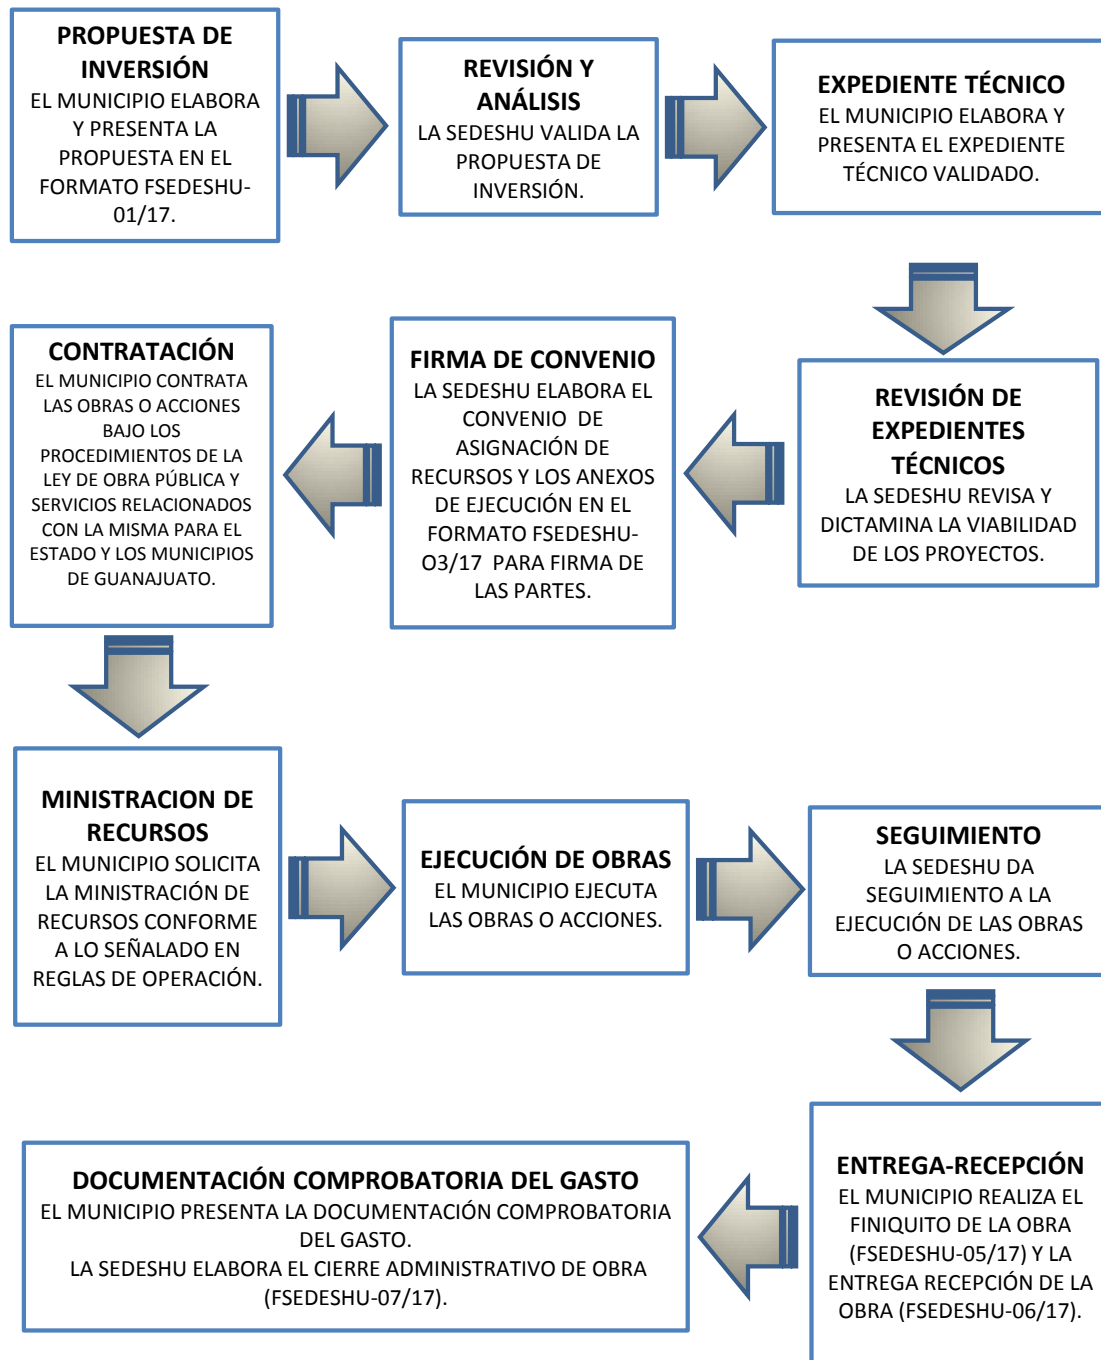 PROPUESTA DE
INVERSIÓN
EL MUNICIPIO ELABORA
Y PRESENTA LA
PROPUESTA EN EL
FORMATO FSEDESHU-
01/17.
REVISIÓN Y
ANÁLISIS
LA SEDESHU VALIDA LA
PROPUESTA DE
INVERSIÓN.
EXPEDIENTE TÉCNICO
EL MUNICIPIO ELABORA Y
PRESENTA EL EXPEDIENTE
TÉCNICO VALIDADO.
REVISIÓN DE
EXPEDIENTES
TÉCNICOS
LA SEDESHU REVISA Y
DICTAMINA LA VIABILIDAD
DE LOS PROYECTOS.
FIRMA DE CONVENIO
LA SEDESHU ELABORA EL
CONVENIO DE
ASIGNACIÓN DE
RECURSOS Y LOS ANEXOS
DE EJECUCIÓN EN EL
FORMATO FSEDESHU-
O3/17 PARA FIRMA DE
LAS PARTES.
CONTRATACIÓN
EL MUNICIPIO CONTRATA
LAS OBRAS O ACCIONES
BAJO LOS
PROCEDIMIENTOS DE LA
LEY DE OBRA PÚBLICA Y
SERVICIOS RELACIONADOS
CON LA MISMA PARA EL
ESTADO Y LOS MUNICIPIOS
DE GUANAJUATO.
MINISTRACION DE
RECURSOS
EL MUNICIPIO SOLICITA
LA MINISTRACIÓN DE
RECURSOS CONFORME
A LO SEÑALADO EN
REGLAS DE OPERACIÓN.
EJECUCIÓN DE OBRAS
EL MUNICIPIO EJECUTA
LAS OBRAS O ACCIONES.
SEGUIMIENTO
LA SEDESHU DA
SEGUIMIENTO A LA
EJECUCIÓN DE LAS OBRAS
O ACCIONES.
ENTREGA-RECEPCIÓN
EL MUNICIPIO REALIZA EL
FINIQUITO DE LA OBRA
(FSEDESHU-05/17) Y LA
ENTREGA RECEPCIÓN DE LA
OBRA (FSEDESHU-06/17).
DOCUMENTACIÓN COMPROBATORIA DEL GASTO
EL MUNICIPIO PRESENTA LA DOCUMENTACIÓN COMPROBATORIA
DEL GASTO.
LA SEDESHU ELABORA EL CIERRE ADMINISTRATIVO DE OBRA
(FSEDESHU-07/17).